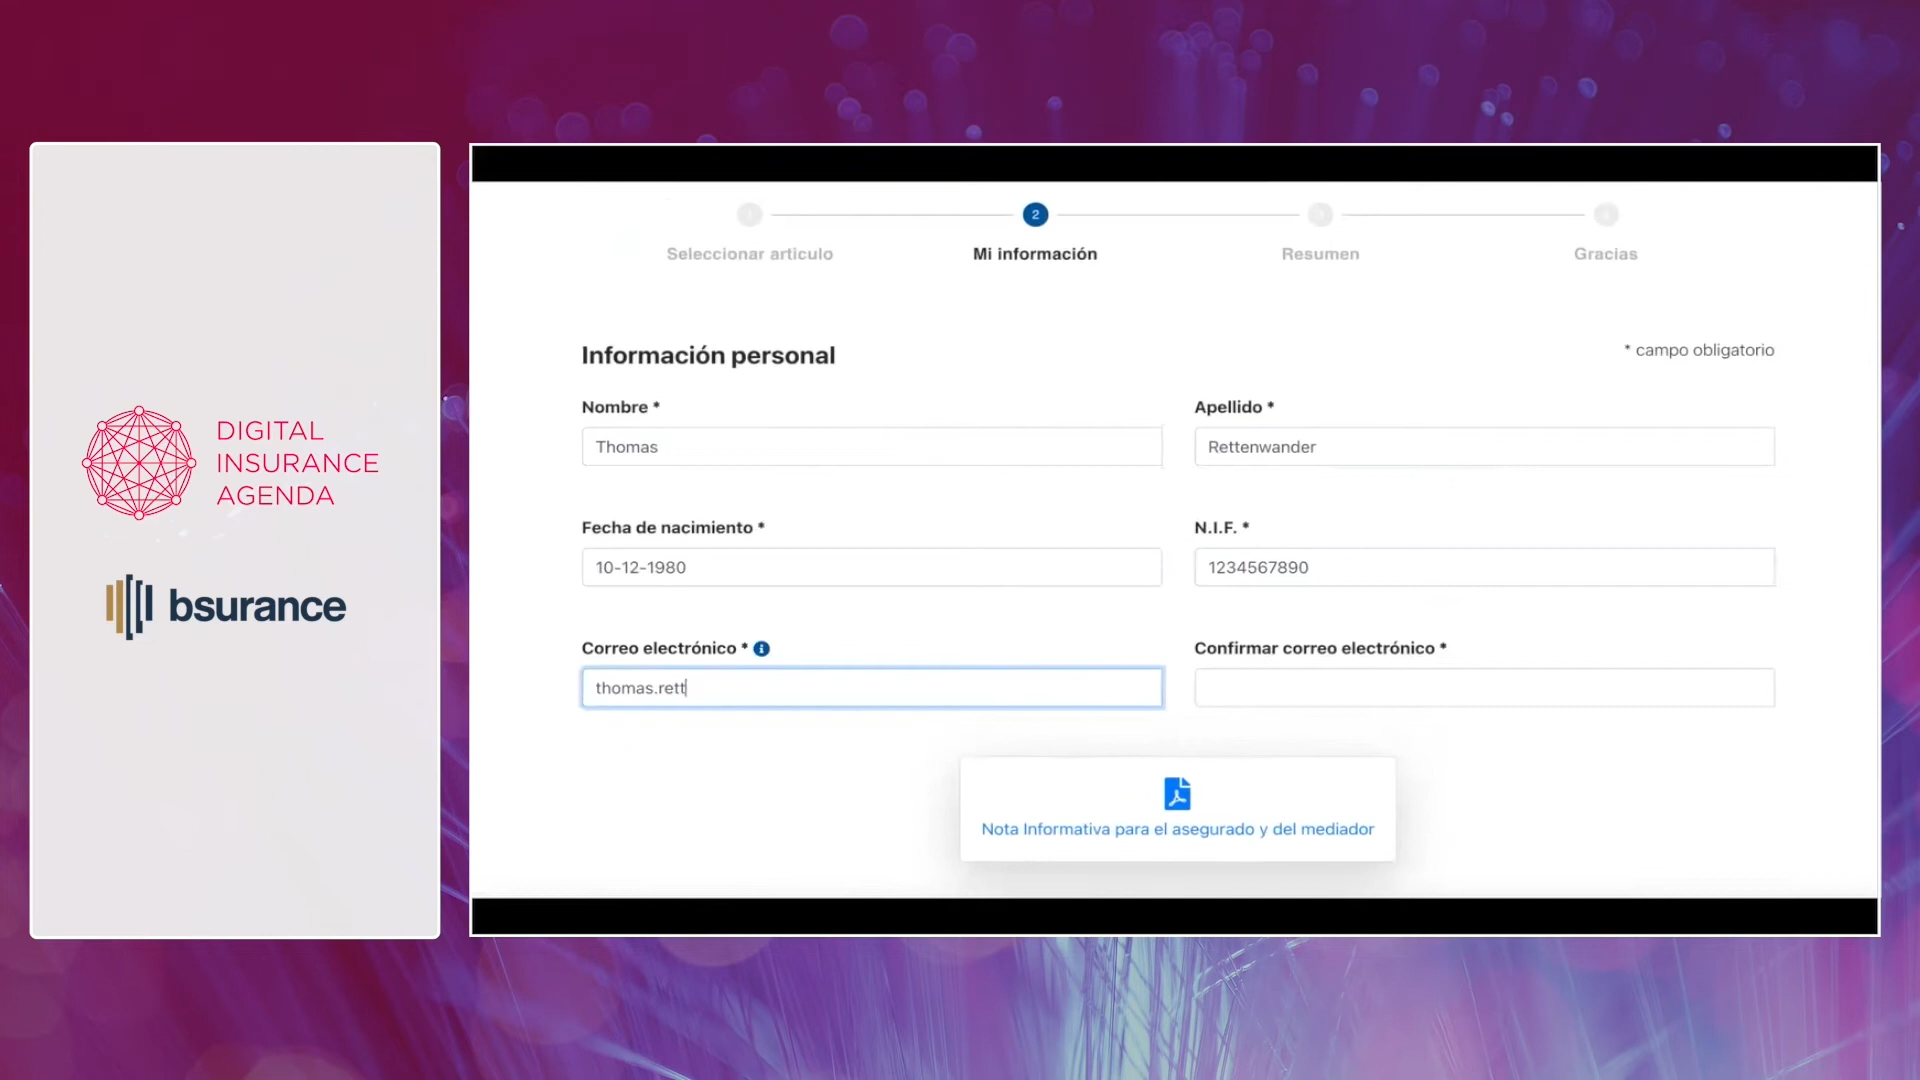 DIGITAL
INSURANCE
AGENDA
bsurance
2
Seleccionar articulo
Mi información
Resumen
Gracias
Información personal
* campo obligatorio
Nombre *
Apellido *
Thomas
Rettenwander
Fecha de nacimiento *
N.I.F. *
10-12-1980
1234567890
Correo electrónico *
Confirmar correo electrónico *
thomas.rett
Nota Informativa para el asegurado y del mediador